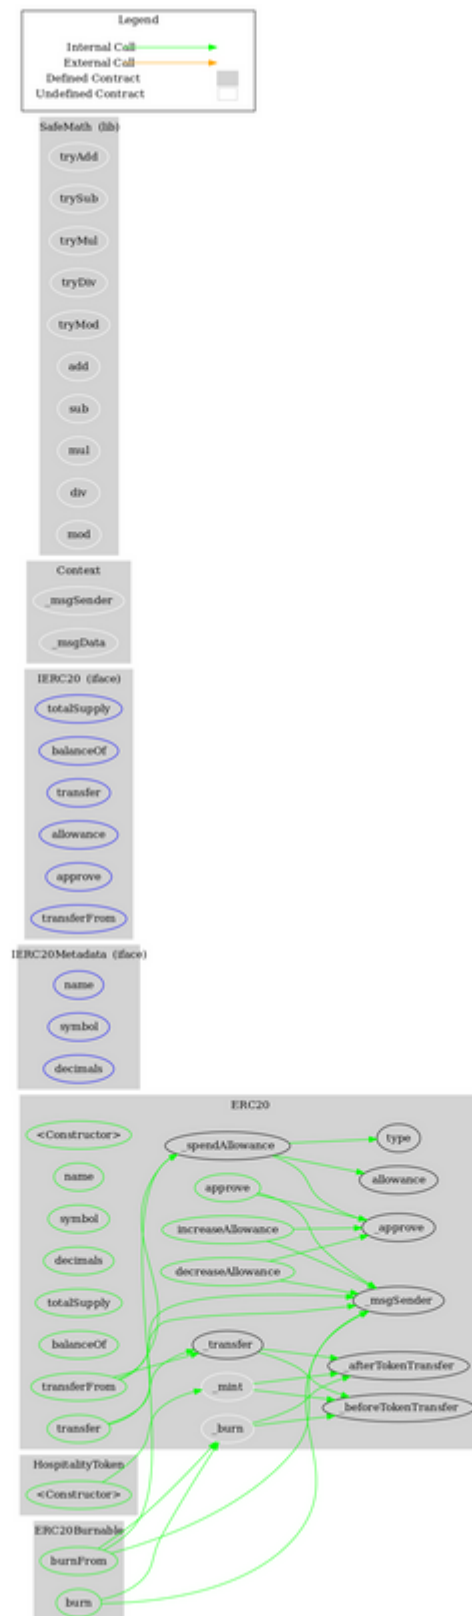 Legend
Internal Call
External Call
Defined Contract
Undefined Contract
SafeMath (lib)
tryAdd
trySub
tryMul
tryDiv
tryMod
add
sub
mul
div
mod
Context
_msgSender
_msgData
IERC20 (iface)
totalSupply
balanceOf
transfer
allowance
approve
transferFrom
IERC20Metadata (iface)
name
symbol
decimals
ERC20
<Constructor>
name
symbol
decimals
totalSupply
balanceOf
transferFrom
transfer
_spendAllowance
approve
increaseAllowance
decreaseAllowance
_transfer
_mint
_burn
type
allowance
_approve
_msgSender
_afterTokenTransfer
_beforeTokenTransfer
HospitalityToken
<Constructor>
ERC20Burnable
burnFrom
burn